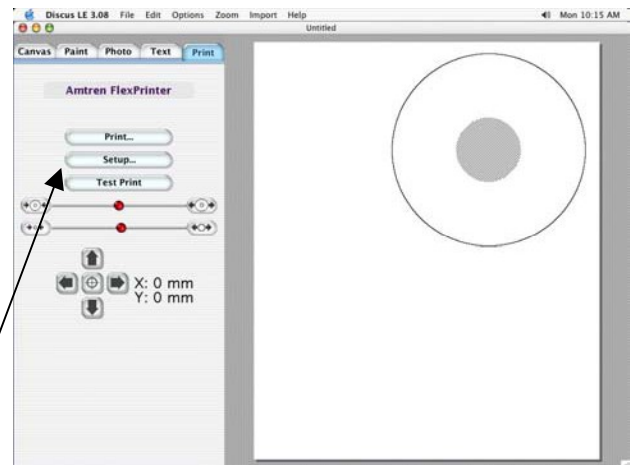 Discus LE 3.08 File Edit Options Zoom Import Help Mon 10:15 AM
Untitled
Canvas Paint Photo Text Print
Amtren FlexPrinter
Print...
Setup...
Test Print
X: 0 mm
Y: 0 mm